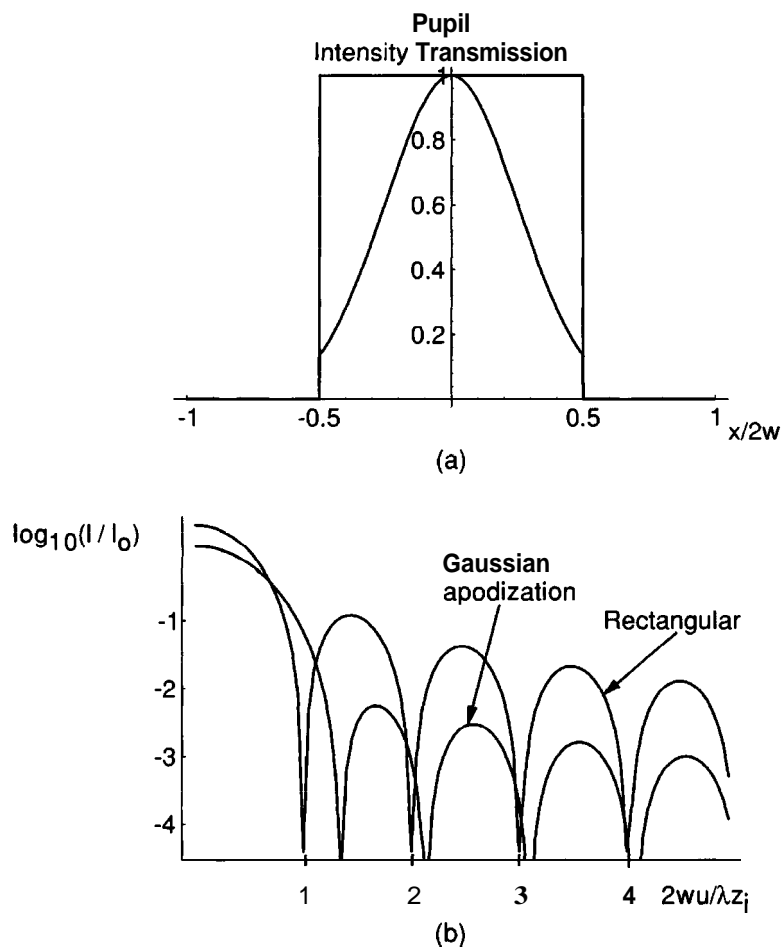 Pupil
Intensity Transmission
1
0.8
0.6
0.4
0.2
-1 -0.5 0.5 1
x/2w
(a)
log10(I / Io)
Gaussian
apodization
Rectangular
-1
-2
-3
-4
1 2 3 4 2wu/λzi
(b)